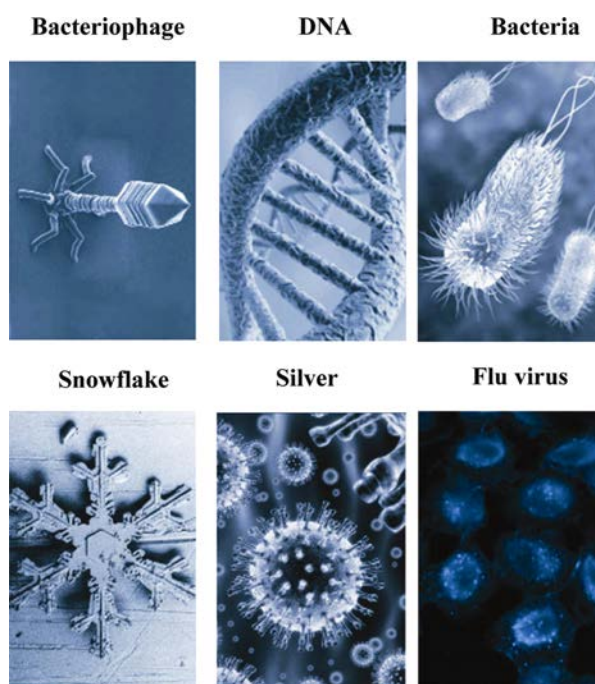 Bacteriophage
DNA
Bacteria
Snowflake
Silver
Flu virus